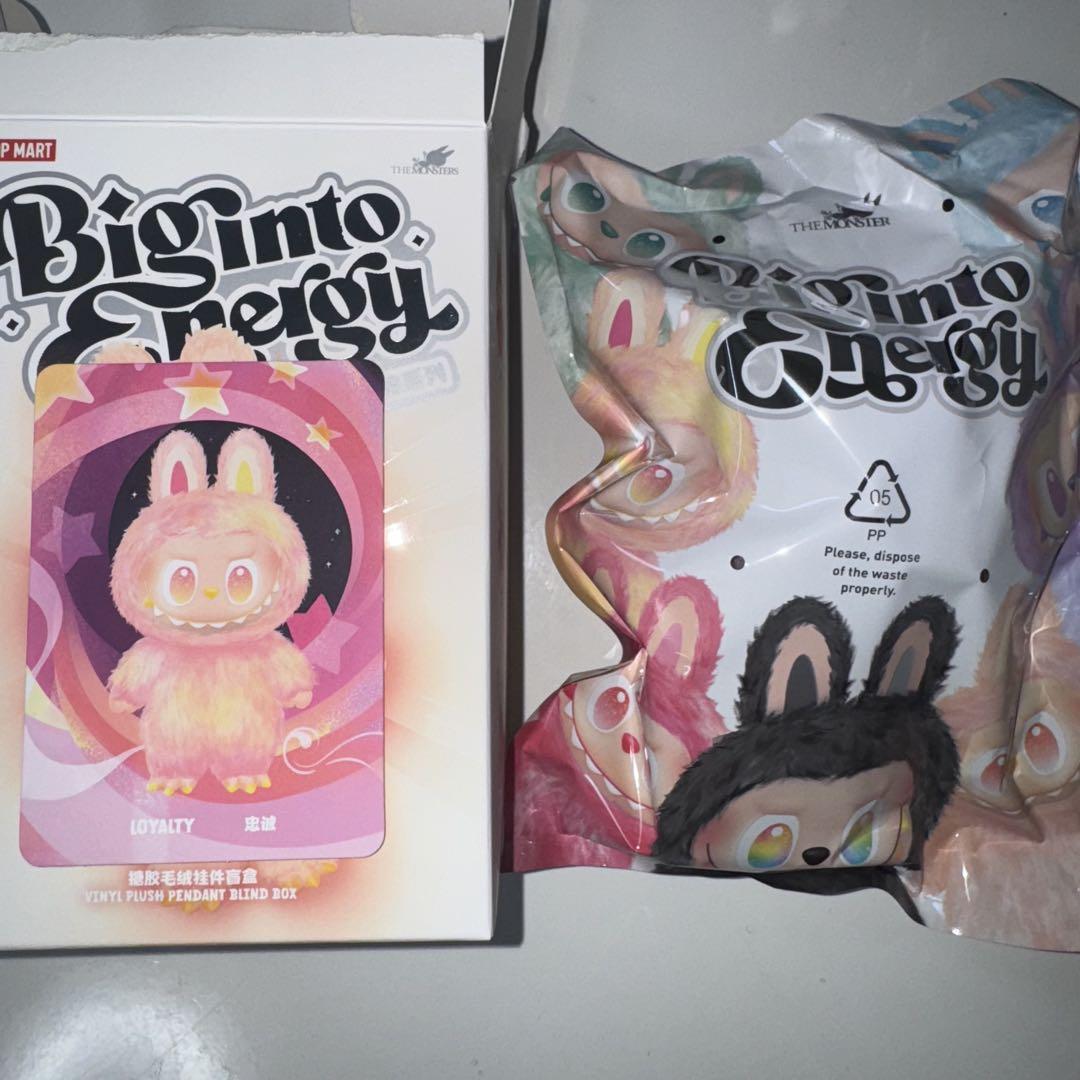 P MART
THE MONSTERS
Big into
Energy
LOYALTY 忠诚
搪胶毛绒挂件盲盒
VINYL PLUSH PENDANT BLIND BOX
THE MONSTER
Big into
Energy
05
PP
Please, dispose
of the waste
properly.